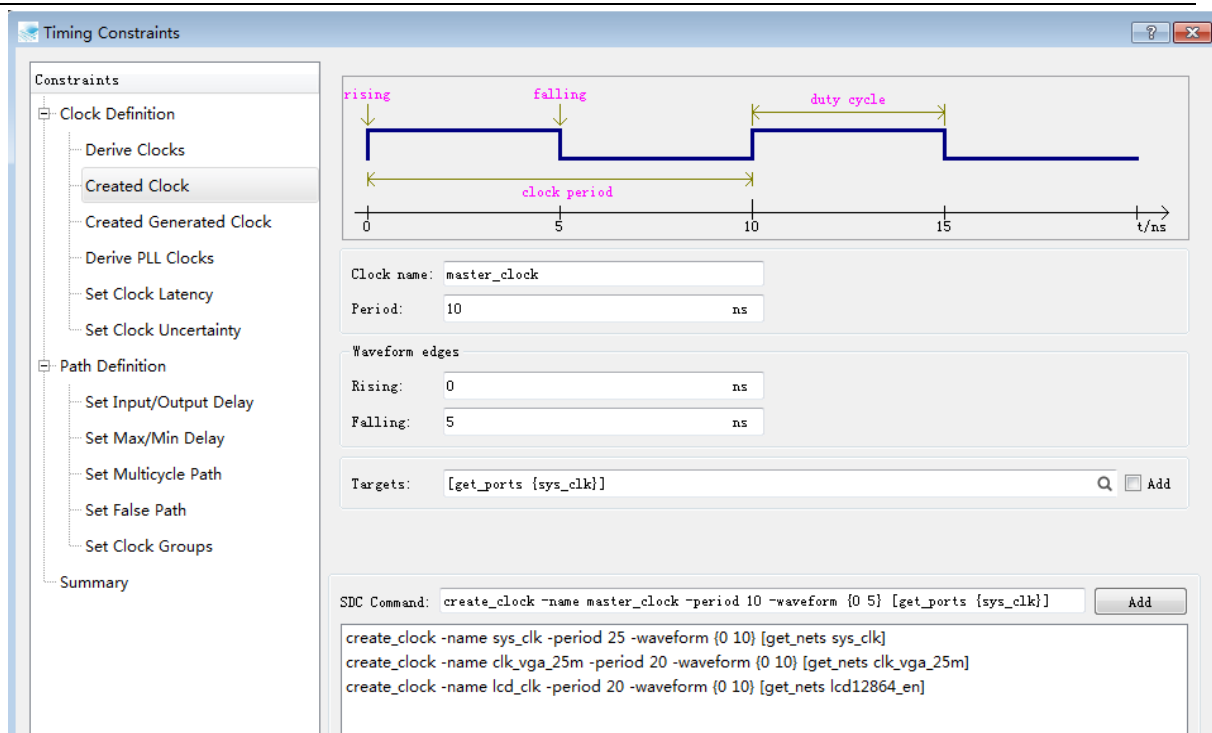 Timing Constraints
Constraints
Clock Definition
Derive Clocks
Created Clock
Created Generated Clock
Derive PLL Clocks
Set Clock Latency
Set Clock Uncertainty
Path Definition
Set Input/Output Delay
Set Max/Min Delay
Set Multicycle Path
Set False Path
Set Clock Groups
Summary
rising falling duty cycle
clock period
0 5 10 15 t/ns
Clock name: master_clock
Period: 10 ns
Waveform edges
Rising: 0 ns
Falling: 5 ns
Targets: [get_ports {sys_clk}] Add
SDC Command: create_clock -name master_clock -period 10 -waveform {0 5} [get_ports {sys_clk}] Add
create_clock -name sys_clk -period 25 -waveform {0 10} [get_nets sys_clk]
create_clock -name clk_vga_25m -period 20 -waveform {0 10} [get_nets clk_vga_25m]
create_clock -name lcd_clk -period 20 -waveform {0 10} [get_nets lcd12864_en]